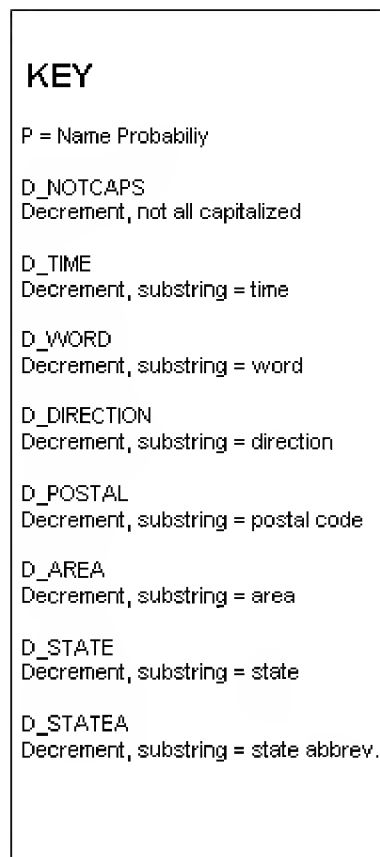 KEY
P = Name Probabiliy
D_NOTCAPS
Decrement, not all capitalized
D_TIME
Decrement, substring = time
D_WORD
Decrement, substring = word
D_DIRECTION
Decrement, substring = direction
D_POSTAL
Decrement, substring = postal code
D_AREA
Decrement, substring = area
D_STATE
Decrement, substring = state
D_STATEA
Decrement, substring = state abbrev.